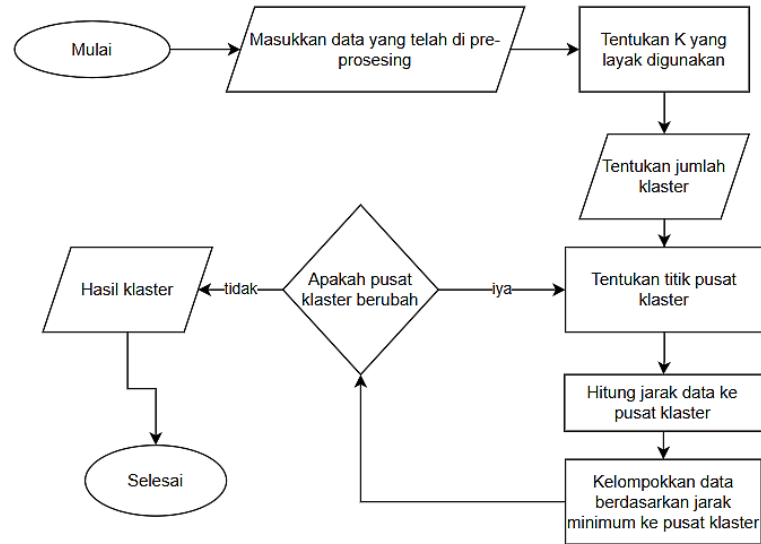 Mulai
Masukkan data yang telah di pre-
prosesing
Tentukan K yang
layak digunakan
Tentukan jumlah
klaster
Tentukan titik pusat
klaster
Hitung jarak data ke
pusat klaster
Kelompokkan data
berdasarkan jarak
minimum ke pusat klaster
Apakah pusat
klaster berubah
iya
tidak
Hasil klaster
Selesai